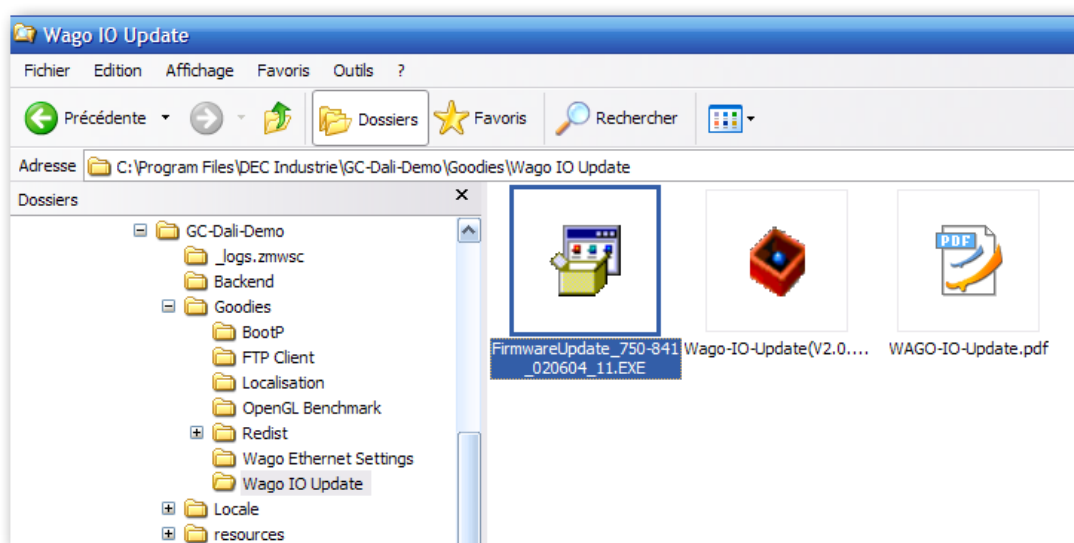 Wago IO Update
Fichier Edition Affichage Favoris Outils ?
Précédente Dossiers Favoris Rechercher
Adresse C:\Program Files\DEC Industrie\GC-Dali-Demo\Goodies\Wago IO Update
Dossiers
GC-Dali-Demo
_logs.zmwsc
Backend
Goodies
BootP
FTP Client
Localisation
OpenGL Benchmark
Redist
Wago Ethernet Settings
Wago IO Update
Locale
resources
PDF
FirmwareUpdate_750-841
_020604_11.EXE
Wago-IO-Update(V2.0....
WAGO-IO-Update.pdf